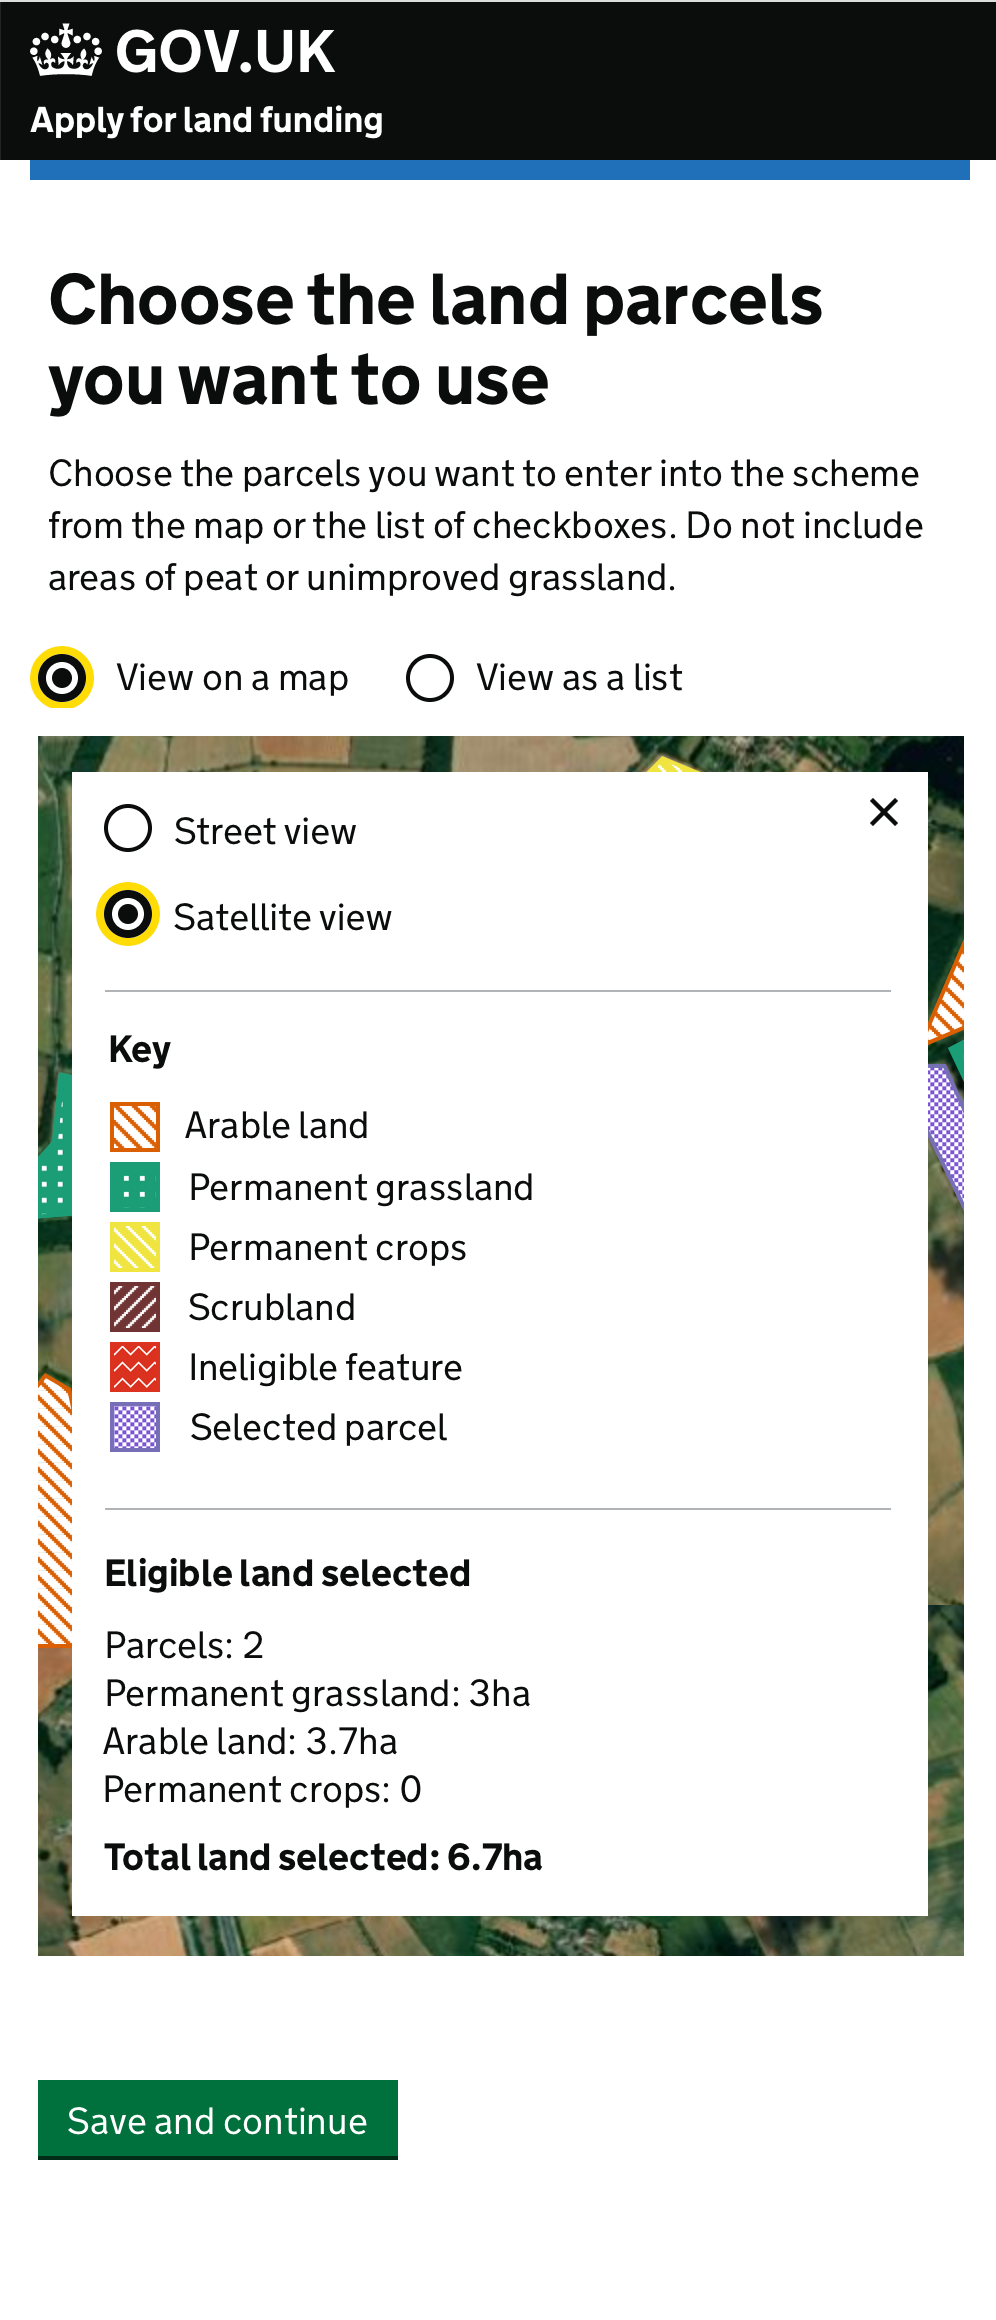 GOV.UK
Apply for land funding
Choose the land parcels
you want to use
Choose the parcels you want to enter into the scheme
from the map or the list of checkboxes. Do not include
areas of peat or unimproved grassland.
View on a map
View as a list
Street view
Satellite view
Key
Arable land
Permanent grassland
Permanent crops
Scrubland
Ineligible feature
Selected parcel
Eligible land selected
Parcels: 2
Permanent grassland: 3ha
Arable land: 3.7ha
Permanent crops: 0
Total land selected: 6.7ha
Save and continue